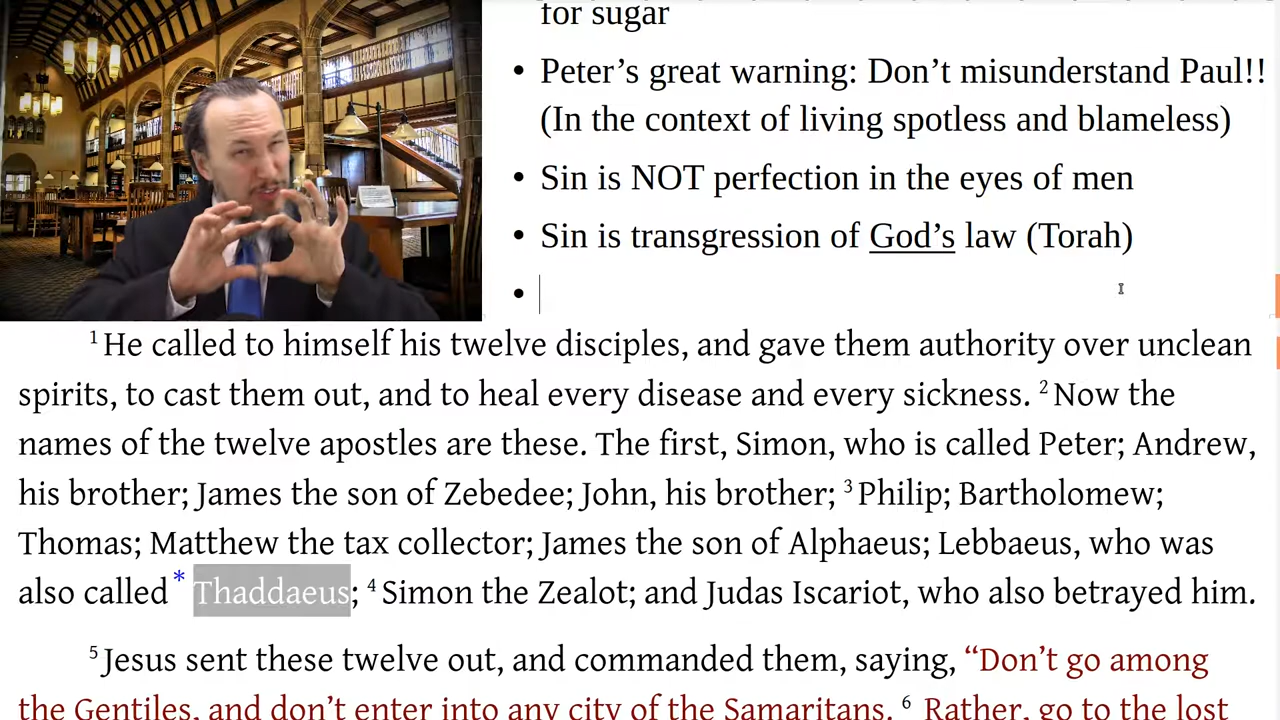 for sugar
• Peter’s great warning: Don’t misunderstand Paul!!
(In the context of living spotless and blameless)
• Sin is NOT perfection in the eyes of men
• Sin is transgression of God’s law (Torah)
•
1 He called to himself his twelve disciples, and gave them authority over unclean
spirits, to cast them out, and to heal every disease and every sickness. 2 Now the
names of the twelve apostles are these. The first, Simon, who is called Peter; Andrew,
his brother; James the son of Zebedee; John, his brother; 3 Philip; Bartholomew;
Thomas; Matthew the tax collector; James the son of Alphaeus; Lebbaeus, who was
also called * Thaddaeus; 4 Simon the Zealot; and Judas Iscariot, who also betrayed him.
5 Jesus sent these twelve out, and commanded them, saying, “Don’t go among
the Gentiles, and don’t enter into any city of the Samaritans. 6 Rather, go to the lost